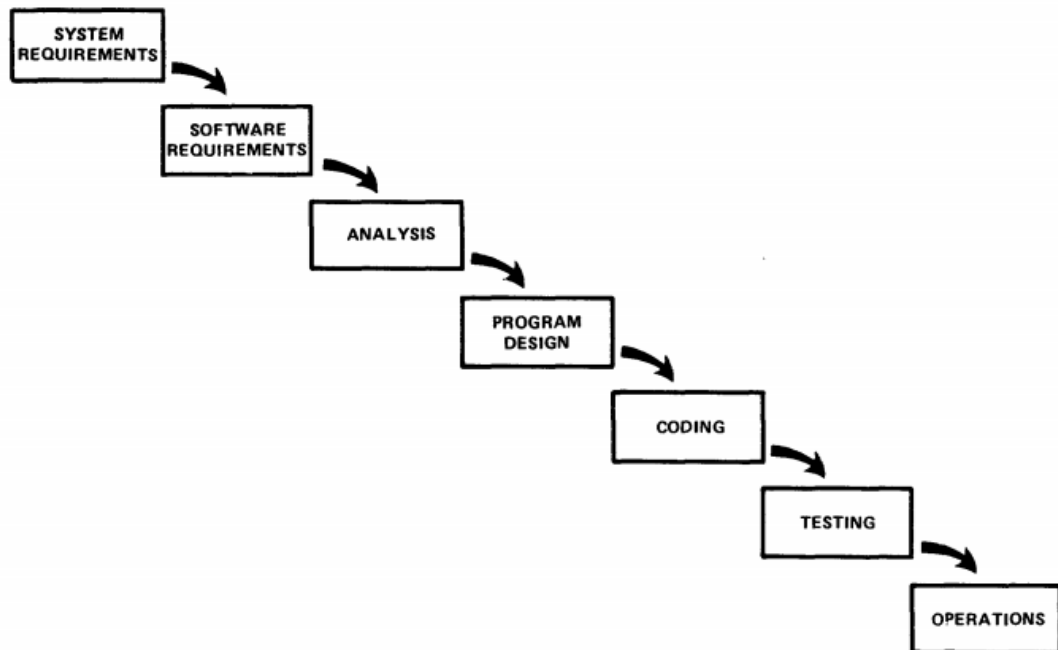 SYSTEM
REQUIREMENTS
SOFTWARE
REQUIREMENTS
ANALYSIS
PROGRAM
DESIGN
CODING
TESTING
OPERATIONS